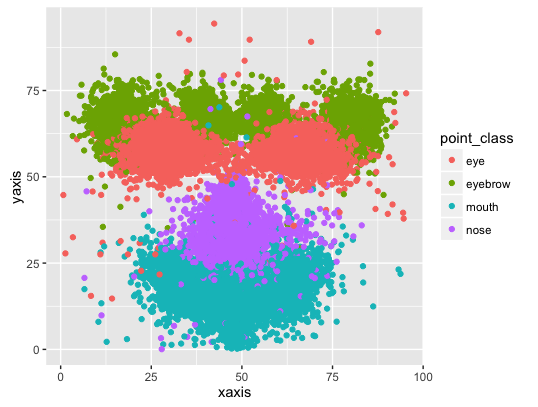 75
50
25
0
0
25
50
75
100
xaxis
yaxis
point_class
eye
eyebrow
mouth
nose